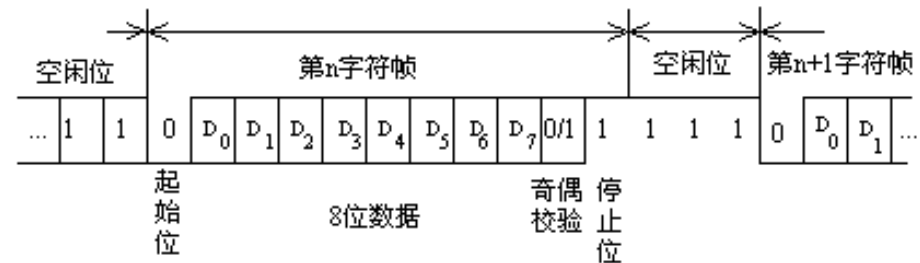 空闲位 第n字符帧 空闲位 第n+1字符帧
... 1 1 0 D0 D1 D2 D3 D4 D5 D6 D7 0/1 1 1 1 1 0 D0 D1 ...
起始位 8位数据 奇偶校验 停止位